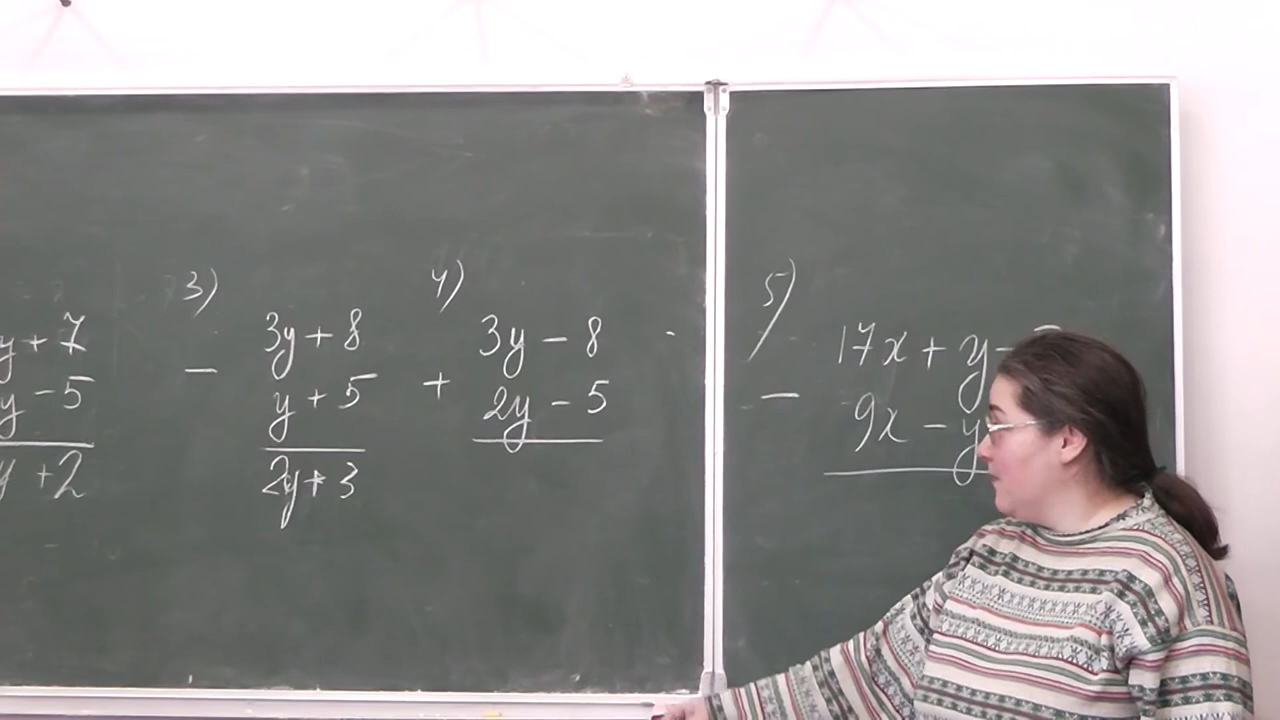 y + 7
y - 5
y + 2
3)
-
3y + 8
y + 5
2y + 3
4)
+
3y - 8
2y - 5
5)
-
17x + y -
9x - y